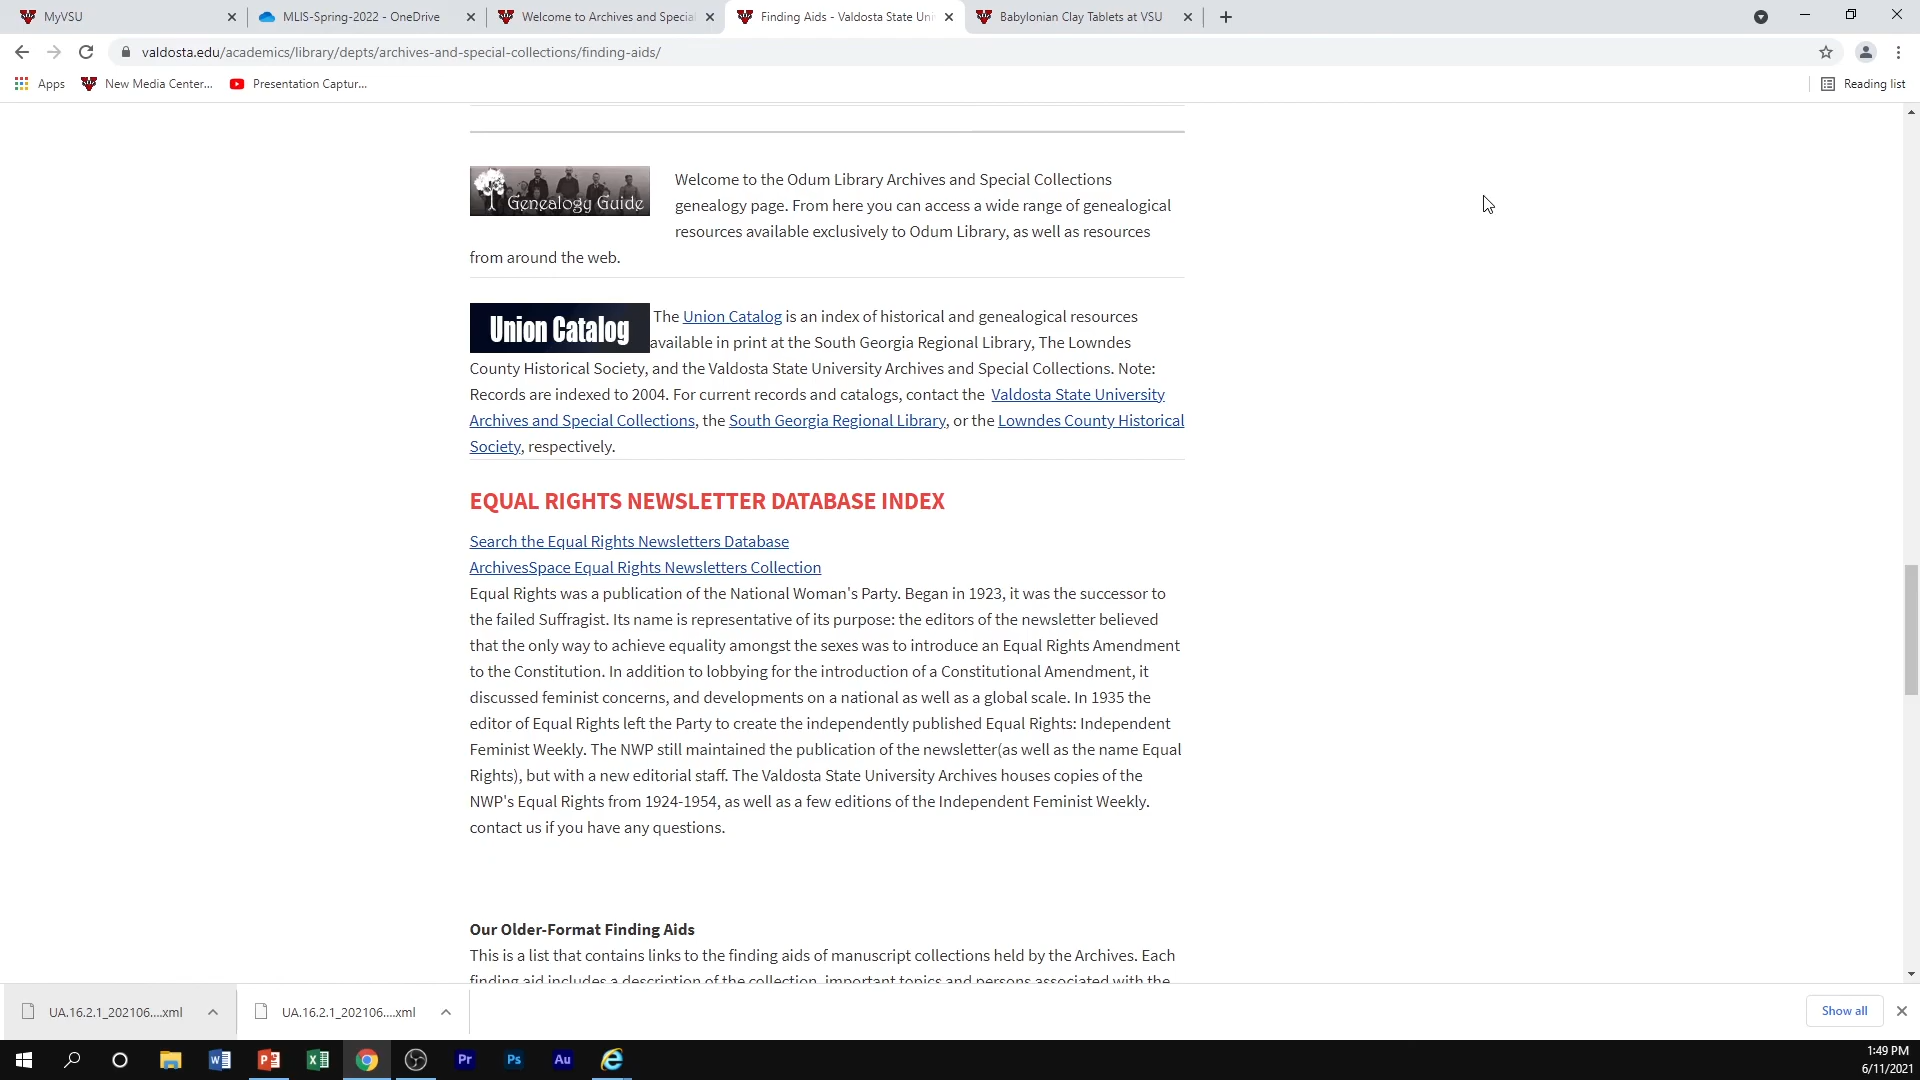 MyVSU
MLIS-Spring-2022 - OneDrive
Welcome to Archives and Special
Finding Aids - Valdosta State Uni
Babylonian Clay Tablets at VSU
valdosta.edu/academics/library/depts/archives-and-special-collections/finding-aids/
Apps
New Media Center...
Presentation Captur...
Reading list
Genealogy Guide
Welcome to the Odum Library Archives and Special Collections
genealogy page. From here you can access a wide range of genealogical
resources available exclusively to Odum Library, as well as resources
from around the web.
Union Catalog
The Union Catalog is an index of historical and genealogical resources
available in print at the South Georgia Regional Library, The Lowndes
County Historical Society, and the Valdosta State University Archives and Special Collections. Note:
Records are indexed to 2004. For current records and catalogs, contact the Valdosta State University
Archives and Special Collections, the South Georgia Regional Library, or the Lowndes County Historical
Society, respectively.
EQUAL RIGHTS NEWSLETTER DATABASE INDEX
Search the Equal Rights Newsletters Database
ArchivesSpace Equal Rights Newsletters Collection
Equal Rights was a publication of the National Woman's Party. Began in 1923, it was the successor to
the failed Suffragist. Its name is representative of its purpose: the editors of the newsletter believed
that the only way to achieve equality amongst the sexes was to introduce an Equal Rights Amendment
to the Constitution. In addition to lobbying for the introduction of a Constitutional Amendment, it
discussed feminist concerns, and developments on a national as well as a global scale. In 1935 the
editor of Equal Rights left the Party to create the independently published Equal Rights: Independent
Feminist Weekly. The NWP still maintained the publication of the newsletter(as well as the name Equal
Rights), but with a new editorial staff. The Valdosta State University Archives houses copies of the
NWP's Equal Rights from 1924-1954, as well as a few editions of the Independent Feminist Weekly.
contact us if you have any questions.
Our Older-Format Finding Aids
This is a list that contains links to the finding aids of manuscript collections held by the Archives. Each
finding aid includes a description of the collection, important topics and persons associated with the
UA.16.2.1_202106....xml
UA.16.2.1_202106....xml
Show all
Pr
Ps
Au
1:49 PM
6/11/2021